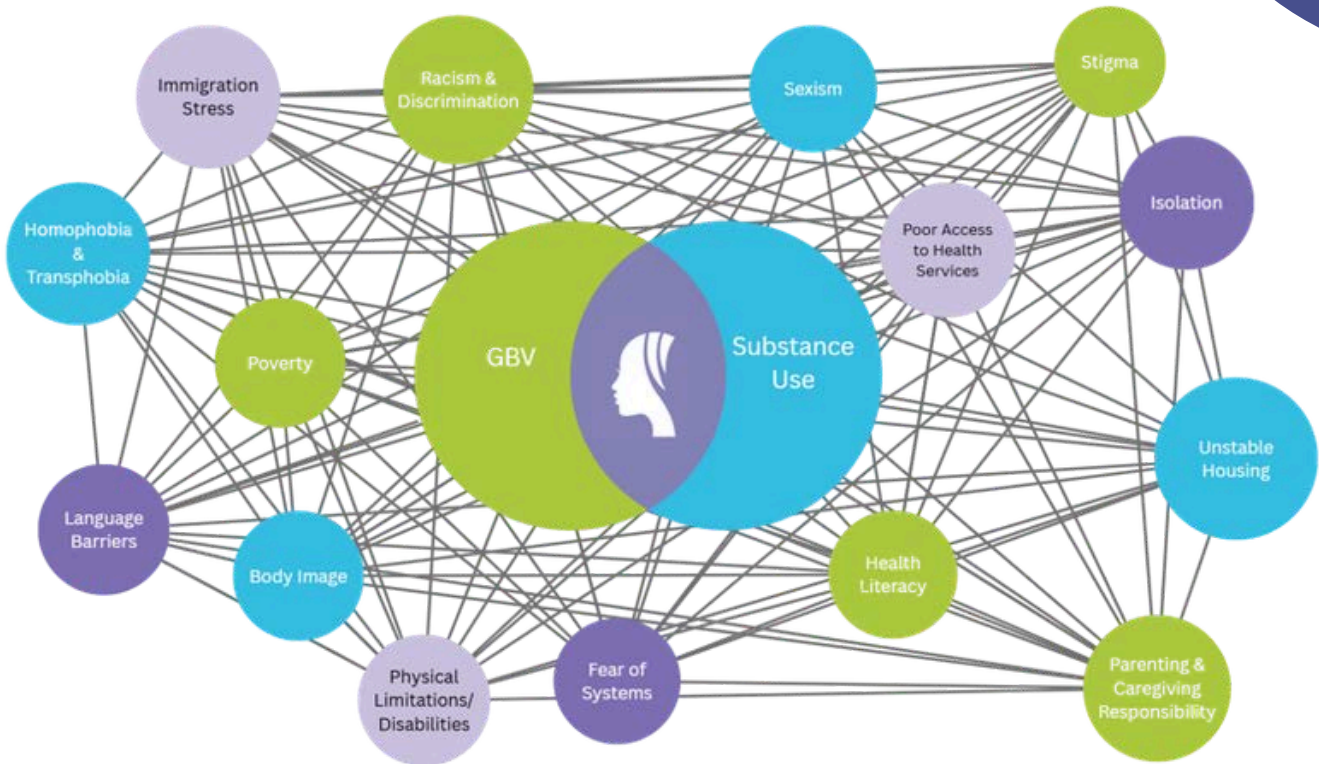 Immigration
Stress
Racism &
Discrimination
Sexism
Stigma
Isolation
Homophobia
&
Transphobia
Poor Access
to Health
Services
Poverty
GBV
Substance
Use
Unstable
Housing
Language
Barriers
Body Image
Health
Literacy
Physical
Limitations/
Disabilities
Fear of
Systems
Parenting &
Caregiving
Responsibility